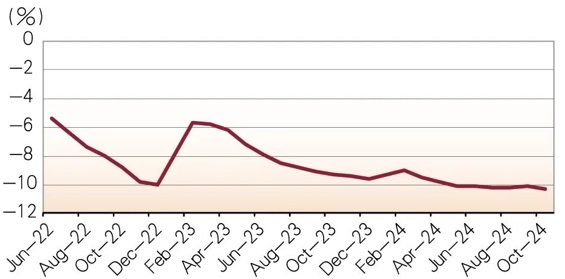 (%)
0
−2
−4
−6
−8
−10
−12
Jun−22
Aug−22
Oct−22
Dec−22
Feb−23
Apr−23
Jun−23
Aug−23
Oct−23
Dec−23
Feb−24
Apr−24
Jun−24
Aug−24
Oct−24